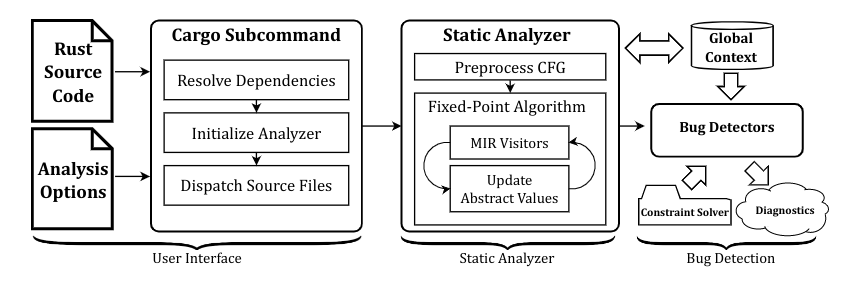 Rust
Source
Code
Analysis
Options
Cargo Subcommand
Resolve Dependencies
Initialize Analyzer
Dispatch Source Files
User Interface
Static Analyzer
Preprocess CFG
Fixed-Point Algorithm
MIR Visitors
Update
Abstract Values
Static Analyzer
Global
Context
Bug Detectors
Constraint Solver
Diagnostics
Bug Detection